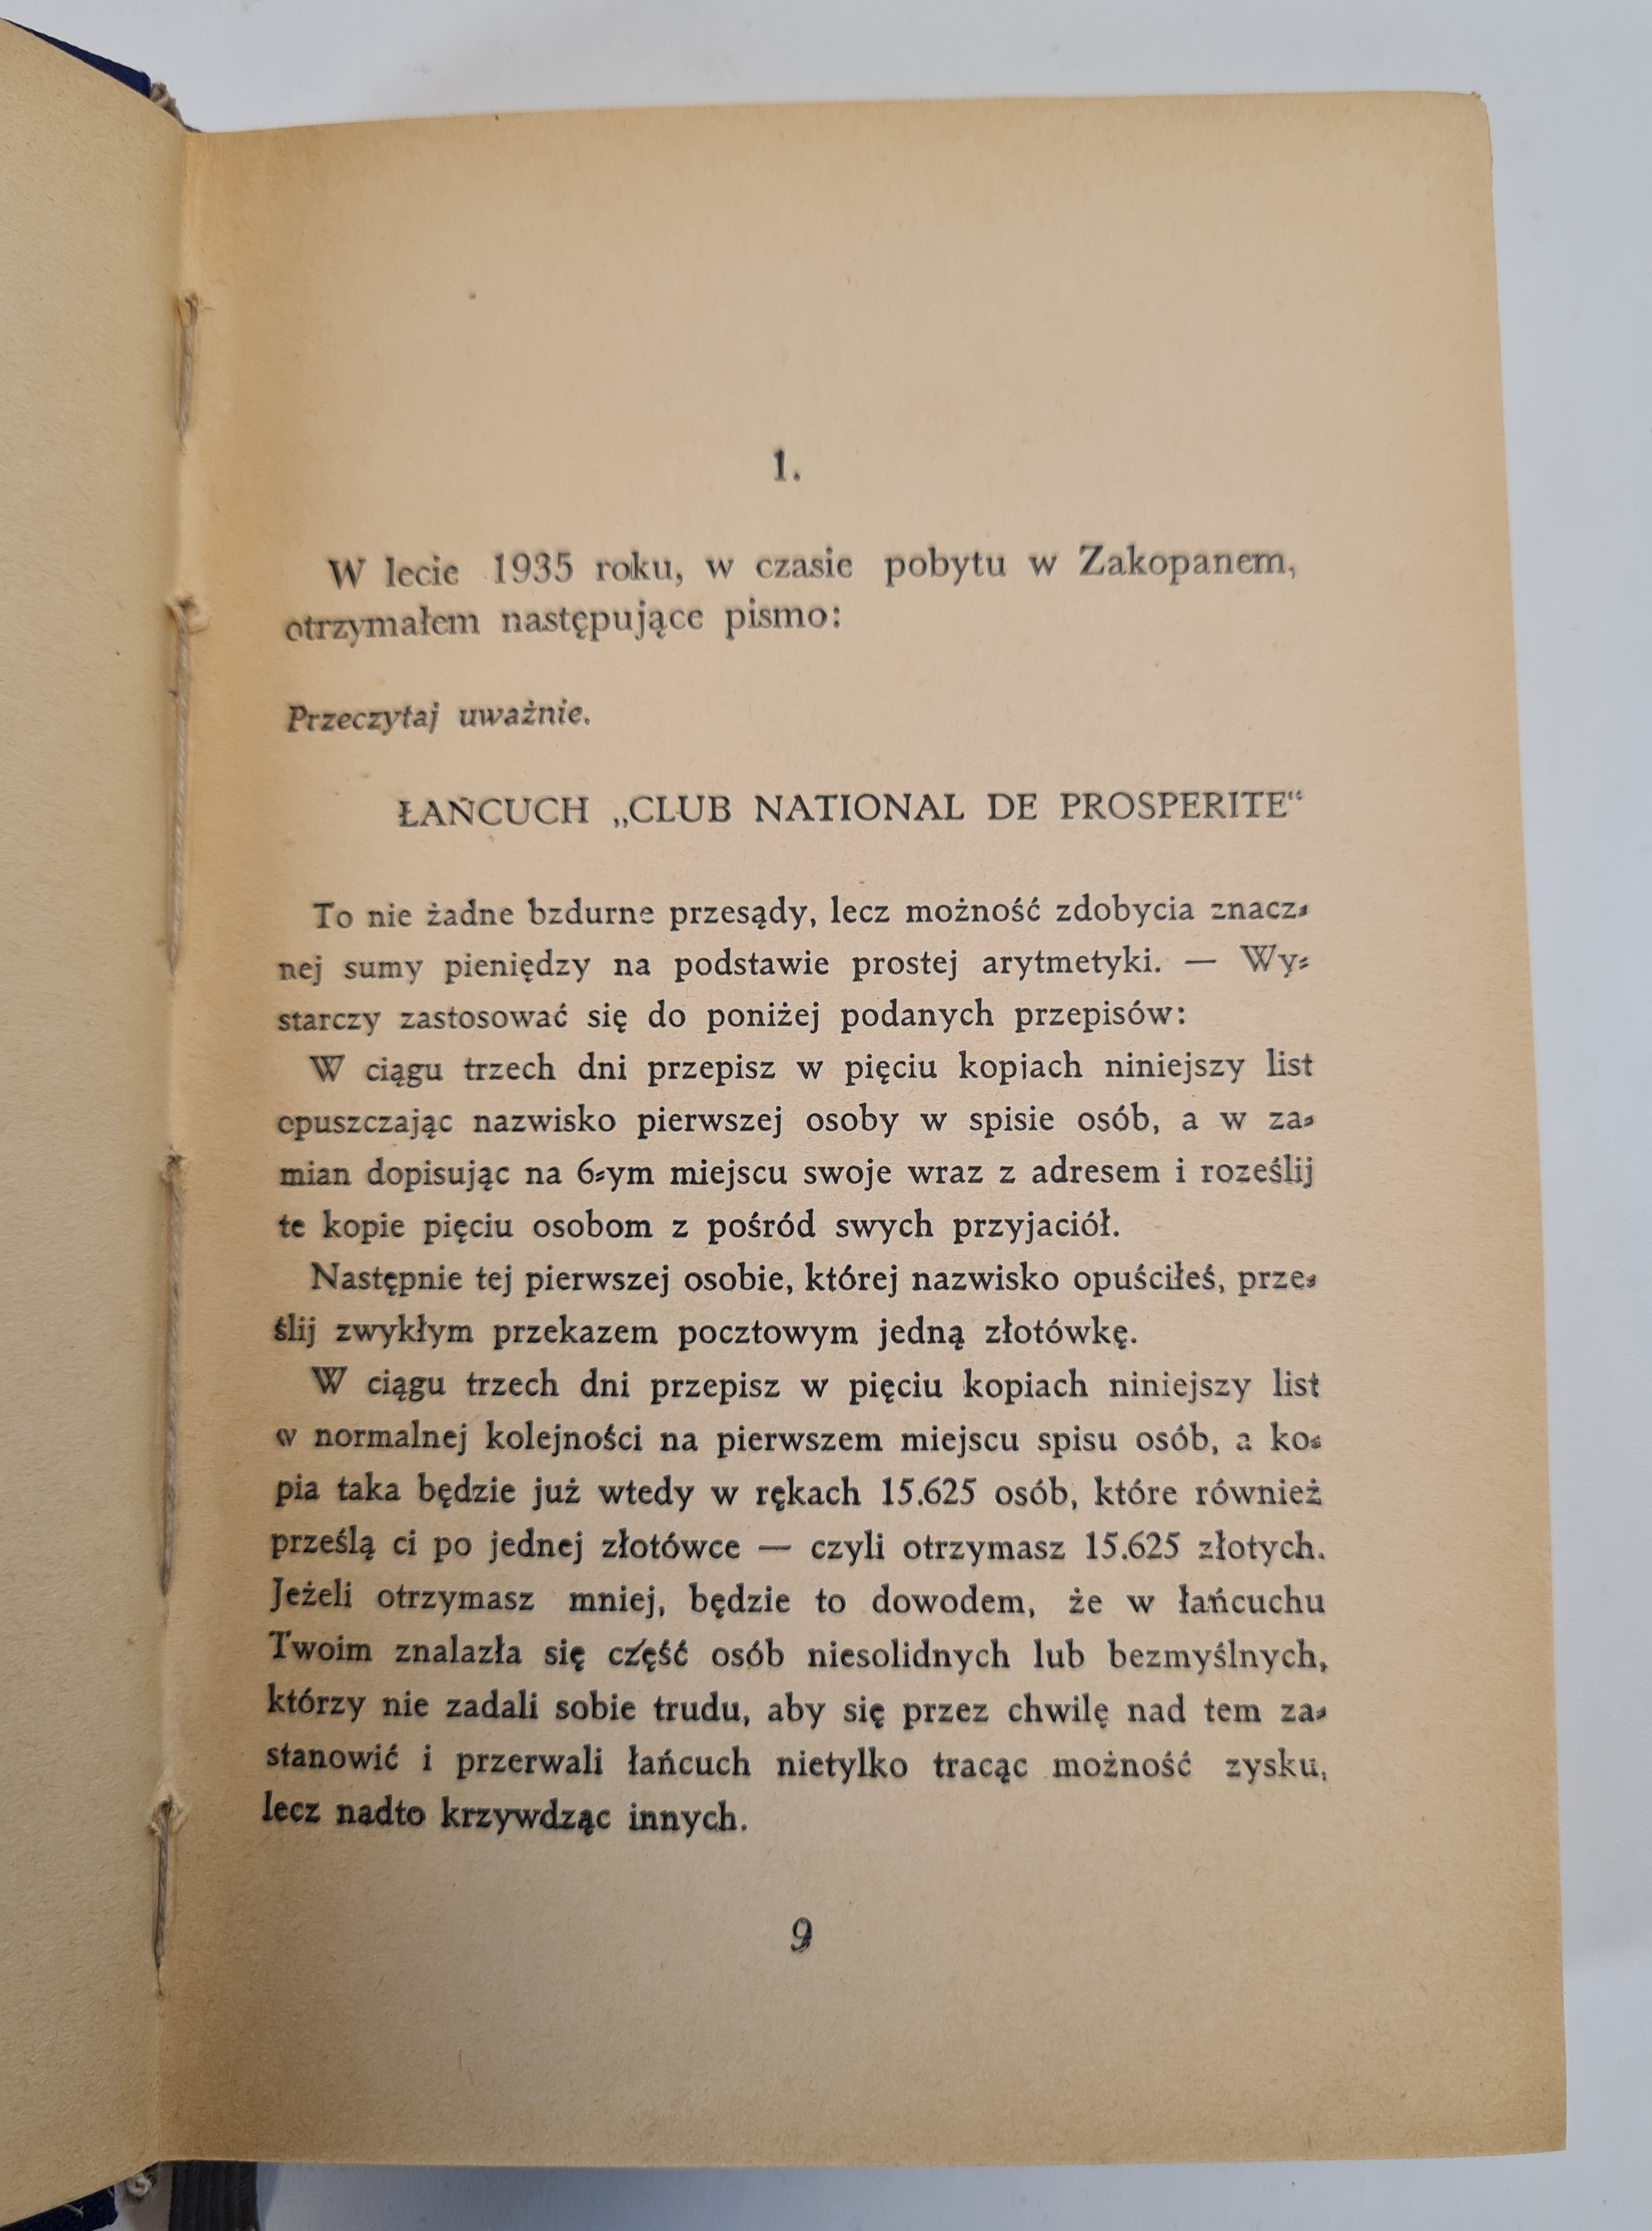 1.
W lecie 1935 roku, w czasie pobytu w Zakopanem,
otrzymałem następujące pismo:
Przeczytaj uważnie.
ŁAŃCUCH „CLUB NATIONAL DE PROSPERITE“
To nie żadne bzdurne przesądy, lecz możność zdobycia znacz-
nej sumy pieniędzy na podstawie prostej arytmetyki. — Wy-
starczy zastosować się do poniżej podanych przepisów:
W ciągu trzech dni przepisz w pięciu kopiach niniejszy list
opuszczając nazwisko pierwszej osoby w spisie osób, a w za-
mian dopisując na 6-ym miejscu swoje wraz z adresem i roześlij
te kopie pięciu osobom z pośród swych przyjaciół.
Następnie tej pierwszej osobie, której nazwisko opuściłeś, prze-
ślij zwykłym przekazem pocztowym jedną złotówkę.
W ciągu trzech dni przepisz w pięciu kopiach niniejszy list
w normalnej kolejności na pierwszem miejscu spisu osób, a ko-
pia taka będzie już wtedy w rękach 15.625 osób, które również
prześlą ci po jednej złotówce — czyli otrzymasz 15.625 złotych.
Jeżeli otrzymasz mniej, będzie to dowodem, że w łańcuchu
Twoim znalazła się część osób niesolidnych lub bezmyślnych,
którzy nie zadali sobie trudu, aby się przez chwilę nad tem za-
stanowić i przerwali łańcuch nietylko tracąc możność zysku,
lecz nadto krzywdząc innych.
9